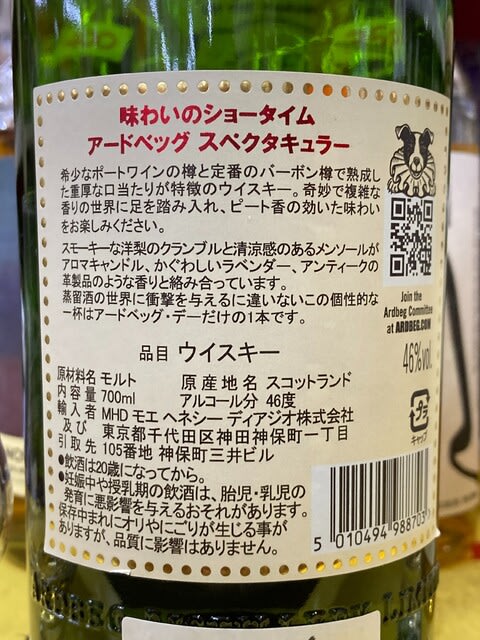 味わいのショータイム
アードベッグ スペクタキュラー
希少なポートワインの樽と定番のバーボン樽で熟成し
た重厚な口当たりが特徴のウイスキー。奇妙で複雑な
香りの世界に足を踏み入れ、ピート香の効いた味わい
をお楽しみください。
スモーキーな洋梨のクランブルと清涼感のあるメンソールが
アロマキャンドル、かぐわしいラベンダー、アンティークの
革製品のような香りと絡み合っています。
蒸留酒の世界に衝撃を与えるに違いないこの個性的な
一杯はアードベッグ・デーだけの1本です。
Join the
Ardbeg Committee
at ARDBEG.COM
46%vol.
品目 ウイスキー
原材料名 モルト 原産地名 スコットランド
内容量 700ml アルコール分 46度
輸入者 MHD モエ ヘネシー ディアジオ株式会社
及び 東京都千代田区神田神保町一丁目
引取先 105番地 神保町三井ビル
プラ
キャップ
●飲酒は20歳になってから。
●妊娠中や授乳期の飲酒は、胎児・乳児の
発育に悪影響を与えるおそれがあります。
保存中まれにオリやにごりが生じる事が
ありますが、品質に影響はありません。
5 010494 988703